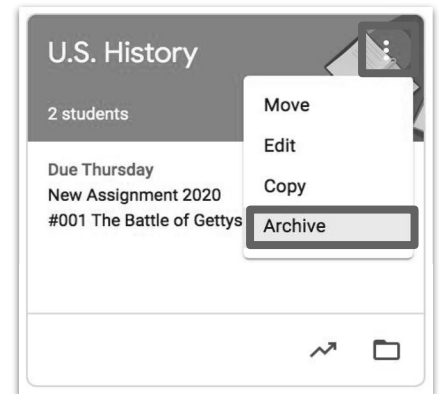 U.S. History
2 students
Move
Edit
Copy
Archive
Due Thursday
New Assignment 2020
#001 The Battle of Gettys